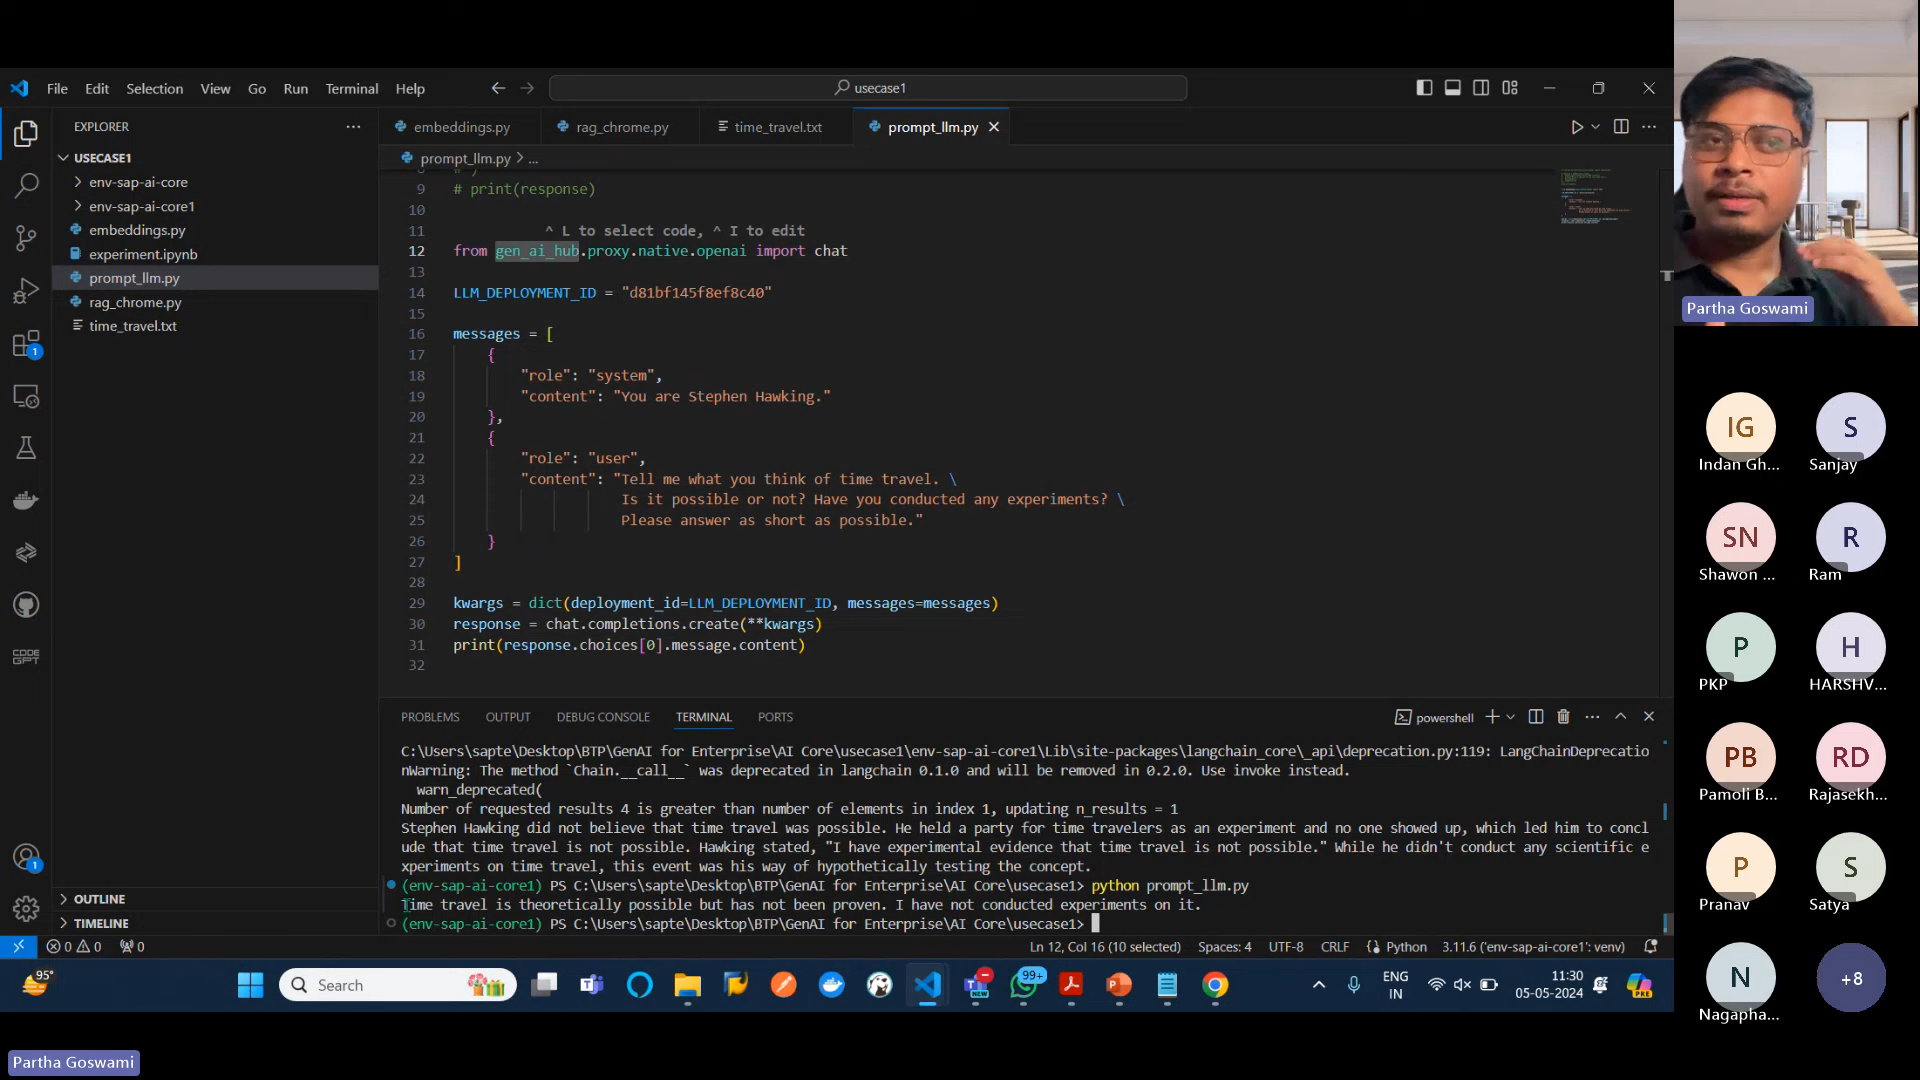 File Edit Selection View Go Run Terminal Help
usecase1
EXPLORER
USECASE1
env-sap-ai-core
env-sap-ai-core1
embeddings.py
experiment.ipynb
prompt_llm.py
rag_chrome.py
time_travel.txt
OUTLINE
TIMELINE
CODE
GPT
1
1
embeddings.py rag_chrome.py time_travel.txt prompt_llm.py
prompt_llm.py > ...
9 # print(response)
10
11 ^ L to select code, ^ I to edit
12 from gen_ai_hub.proxy.native.openai import chat
13
14 LLM_DEPLOYMENT_ID = "d81bf145f8ef8c40"
15
16 messages = [
17 {
18 "role": "system",
19 "content": "You are Stephen Hawking."
20 },
21 {
22 "role": "user",
23 "content": "Tell me what you think of time travel. \
24 Is it possible or not? Have you conducted any experiments? \
25 Please answer as short as possible."
26 }
27 ]
28
29 kwargs = dict(deployment_id=LLM_DEPLOYMENT_ID, messages=messages)
30 response = chat.completions.create(**kwargs)
31 print(response.choices[0].message.content)
32
PROBLEMS OUTPUT DEBUG CONSOLE TERMINAL PORTS
powershell
C:\Users\sapte\Desktop\BTP\GenAI for Enterprise\AI Core\usecase1\env-sap-ai-core1\Lib\site-packages\langchain_core\_api\deprecation.py:119: LangChainDeprecatio
nWarning: The method `Chain.__call__` was deprecated in langchain 0.1.0 and will be removed in 0.2.0. Use invoke instead.
warn_deprecated(
Number of requested results 4 is greater than number of elements in index 1, updating n_results = 1
Stephen Hawking did not believe that time travel was possible. He held a party for time travelers as an experiment and no one showed up, which led him to concl
ude that time travel is not possible. Hawking stated, "I have experimental evidence that time travel is not possible." While he didn't conduct any scientific e
xperiments on time travel, this event was his way of hypothetically testing the concept.
(env-sap-ai-core1) PS C:\Users\sapte\Desktop\BTP\GenAI for Enterprise\AI Core\usecase1> python prompt_llm.py
Time travel is theoretically possible but has not been proven. I have not conducted experiments on it.
(env-sap-ai-core1) PS C:\Users\sapte\Desktop\BTP\GenAI for Enterprise\AI Core\usecase1>
0 0 0 Ln 12, Col 16 (10 selected) Spaces: 4 UTF-8 CRLF Python 3.11.6 ('env-sap-ai-core1': venv)
95°
Search
NEW
99+
ENG
IN
11:30
05-05-2024
PRE
Partha Goswami
IG
Indan Gh...
S
Sanjay
SN
Shawon ...
R
Ram
P
PKP
H
HARSHV...
PB
Pamoli B...
RD
Rajasekh...
P
Pranav
S
Satya
N
Nagapha...
+8
Partha Goswami